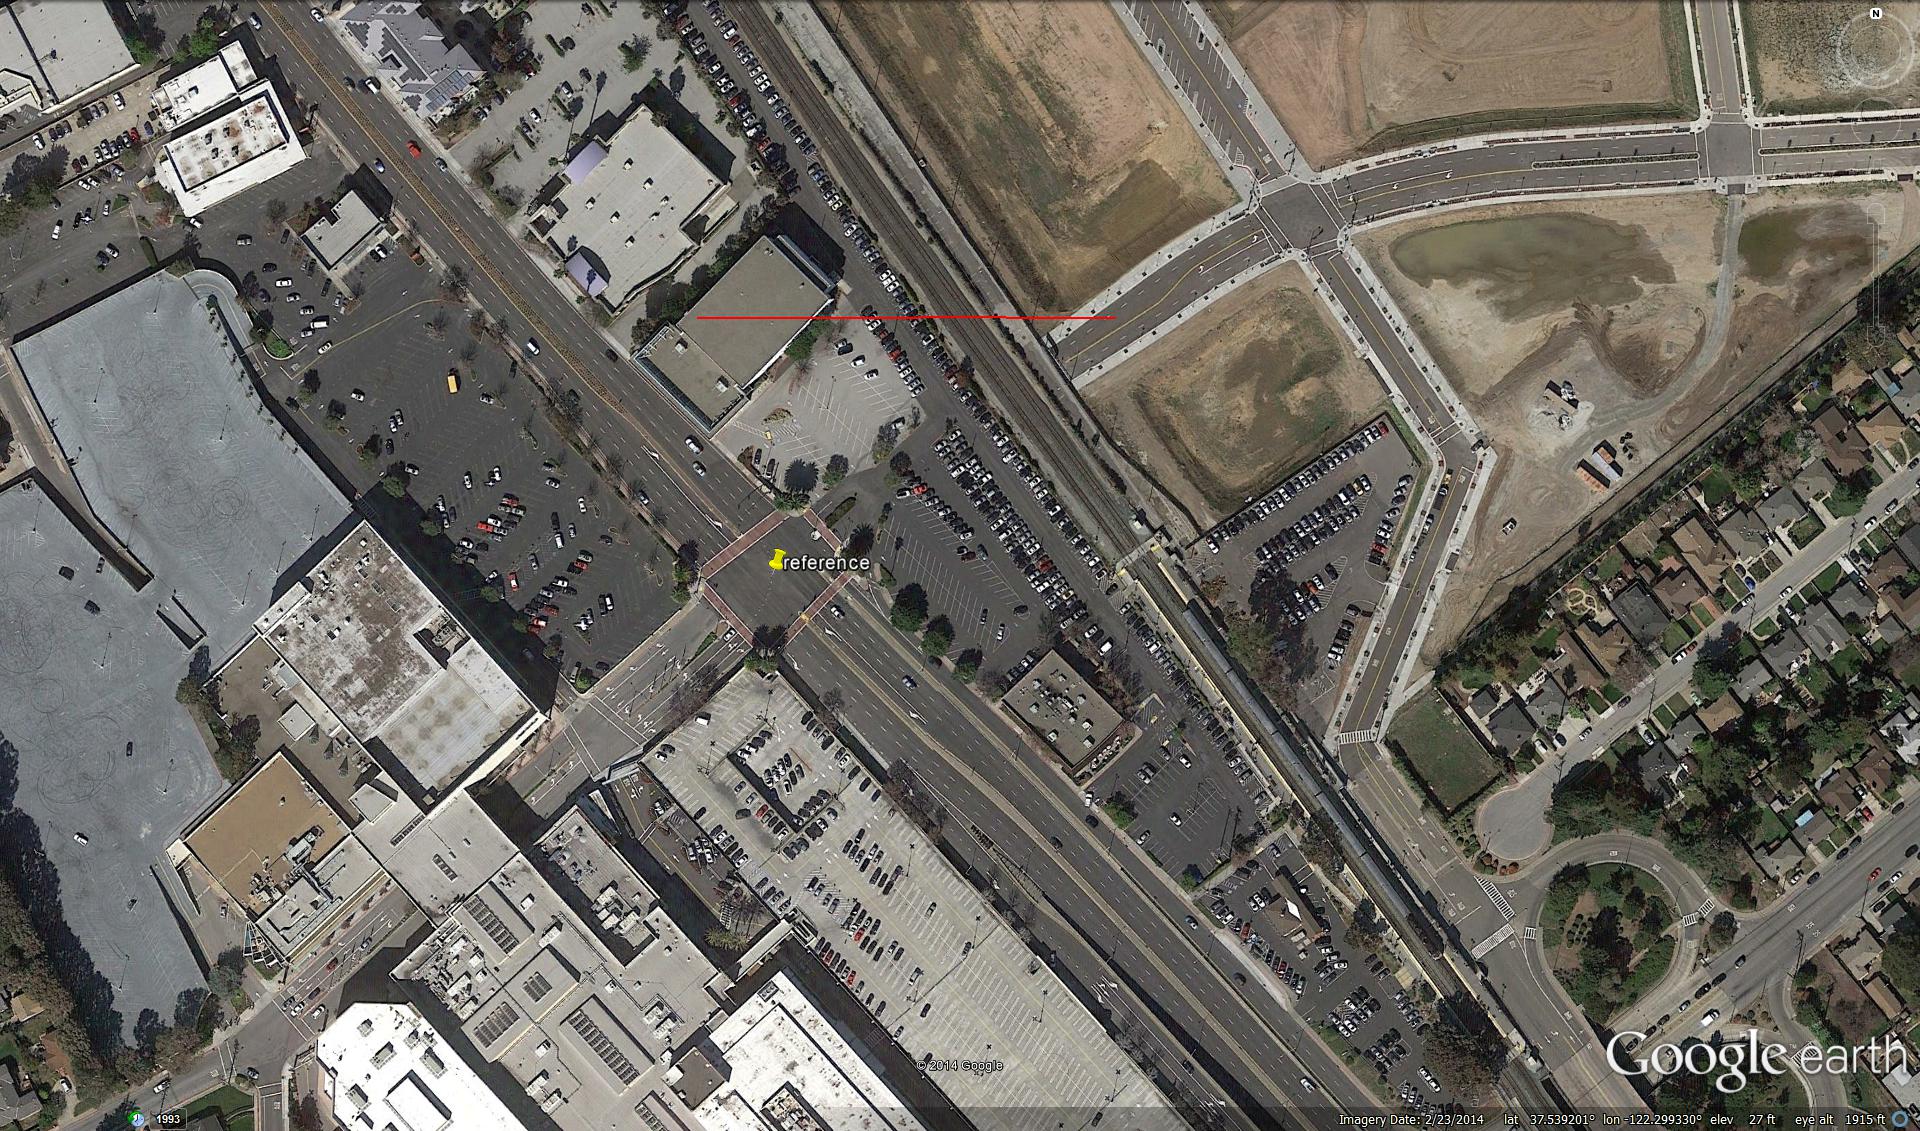 N
reference
Google earth
© 2014 Google
1993
Imagery Date: 2/23/2014 lat 37.539201° lon -122.299330° elev 27 ft eye alt 1915 ft